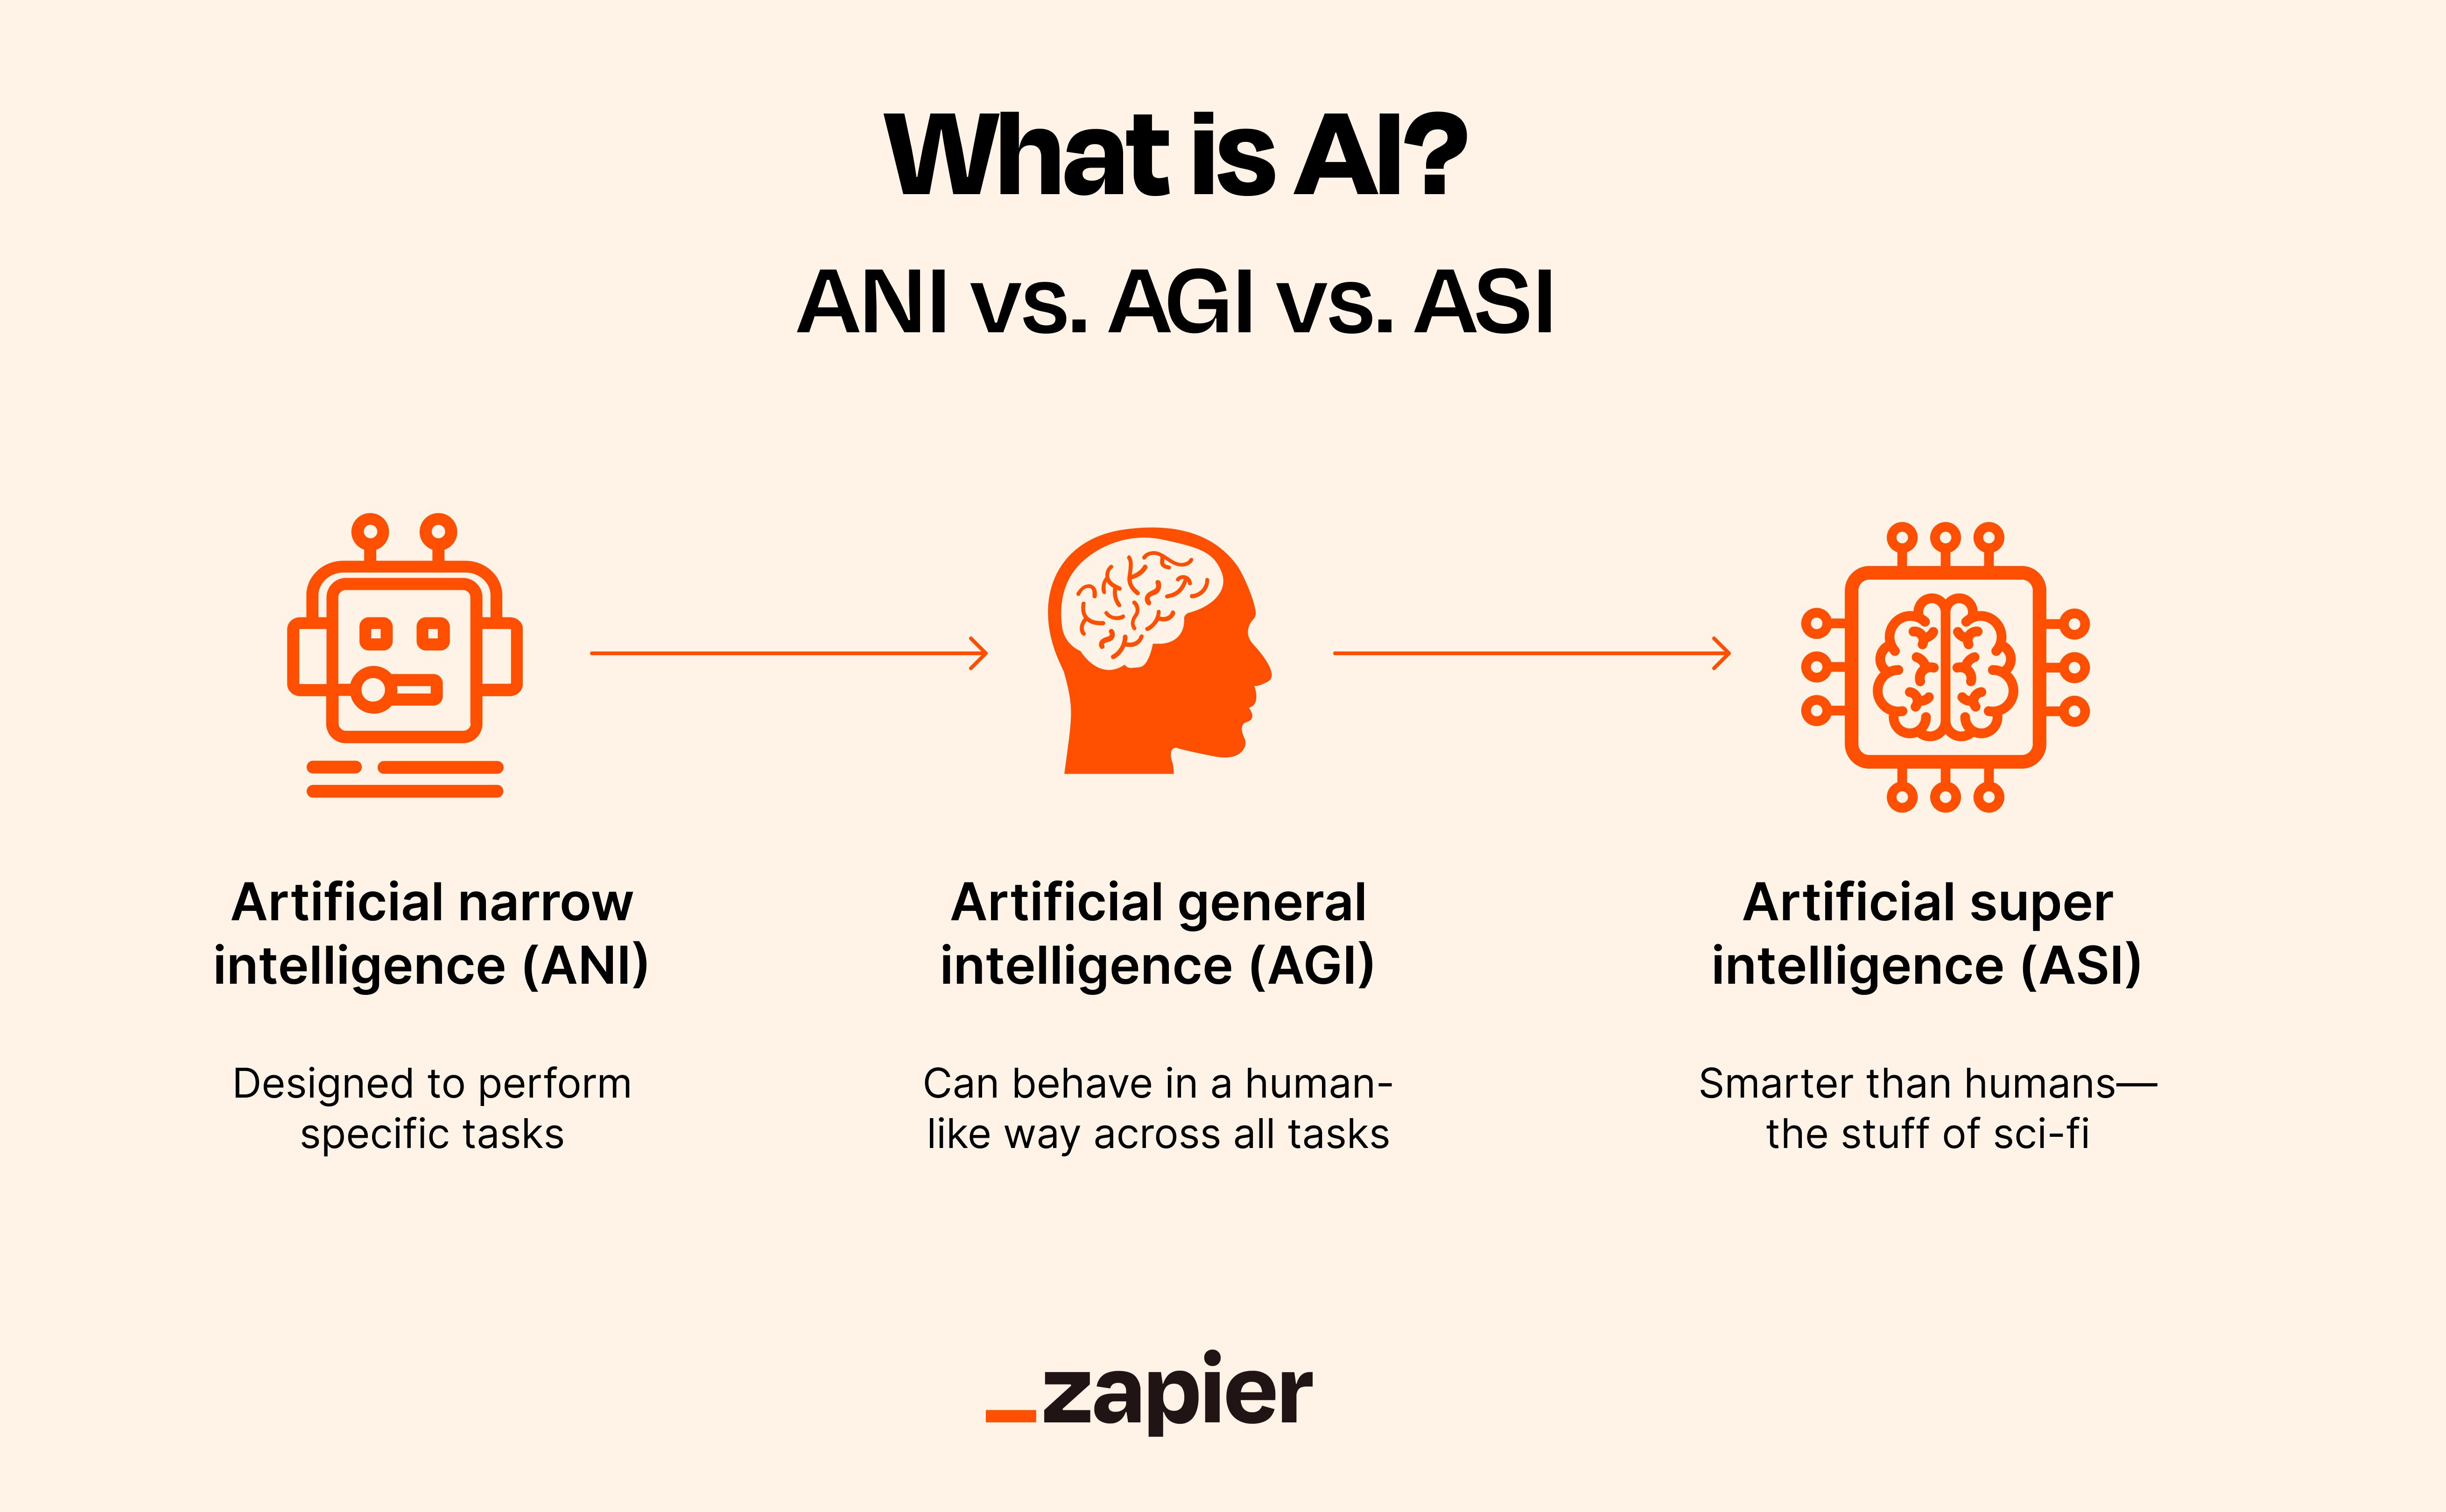 What is AI?
ANI vs. AGI vs. ASI
Artificial narrow
intelligence (ANI)
Designed to perform
specific tasks
Artificial general
intelligence (AGI)
Can behave in a human-
like way across all tasks
Artificial super
intelligence (ASI)
Smarter than humans—
the stuff of sci-fi
_zapier